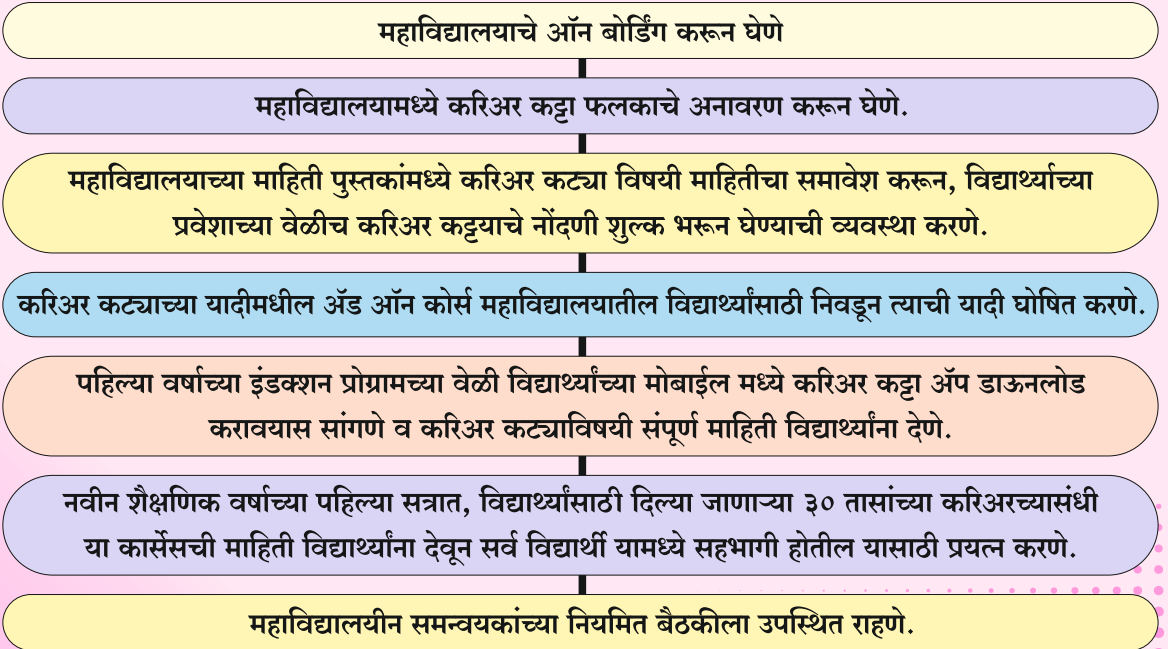 महाविद्यालयाचे ऑन बोर्डिंग करून घेणे
महाविद्यालयामध्ये करिअर कट्टा फलकाचे अनावरण करून घेणे.
महाविद्यालयाच्या माहिती पुस्तकांमध्ये करिअर कट्या विषयी माहितीचा समावेश करून, विद्यार्थ्याच्या
प्रवेशाच्या वेळीच करिअर कट्टयाचे नोंदणी शुल्क भरून घेण्याची व्यवस्था करणे.
करिअर कट्याच्या यादीमधील ॲड ऑन कोर्स महाविद्यालयातील विद्यार्थ्यांसाठी निवडून त्याची यादी घोषित करणे.
पहिल्या वर्षाच्या इंडक्शन प्रोग्रामच्या वेळी विद्यार्थ्यांच्या मोबाईल मध्ये करिअर कट्टा ॲप डाऊनलोड
करावयास सांगणे व करिअर कट्याविषयी संपूर्ण माहिती विद्यार्थ्यांना देणे.
नवीन शैक्षणिक वर्षाच्या पहिल्या सत्रात, विद्यार्थ्यांसाठी दिल्या जाणाऱ्या ३० तासांच्या करिअरच्यासंधी
या कार्सेसची माहिती विद्यार्थ्यांना देवून सर्व विद्यार्थी यामध्ये सहभागी होतील यासाठी प्रयत्न करणे.
महाविद्यालयीन समन्वयकांच्या नियमित बैठकीला उपस्थित राहणे.